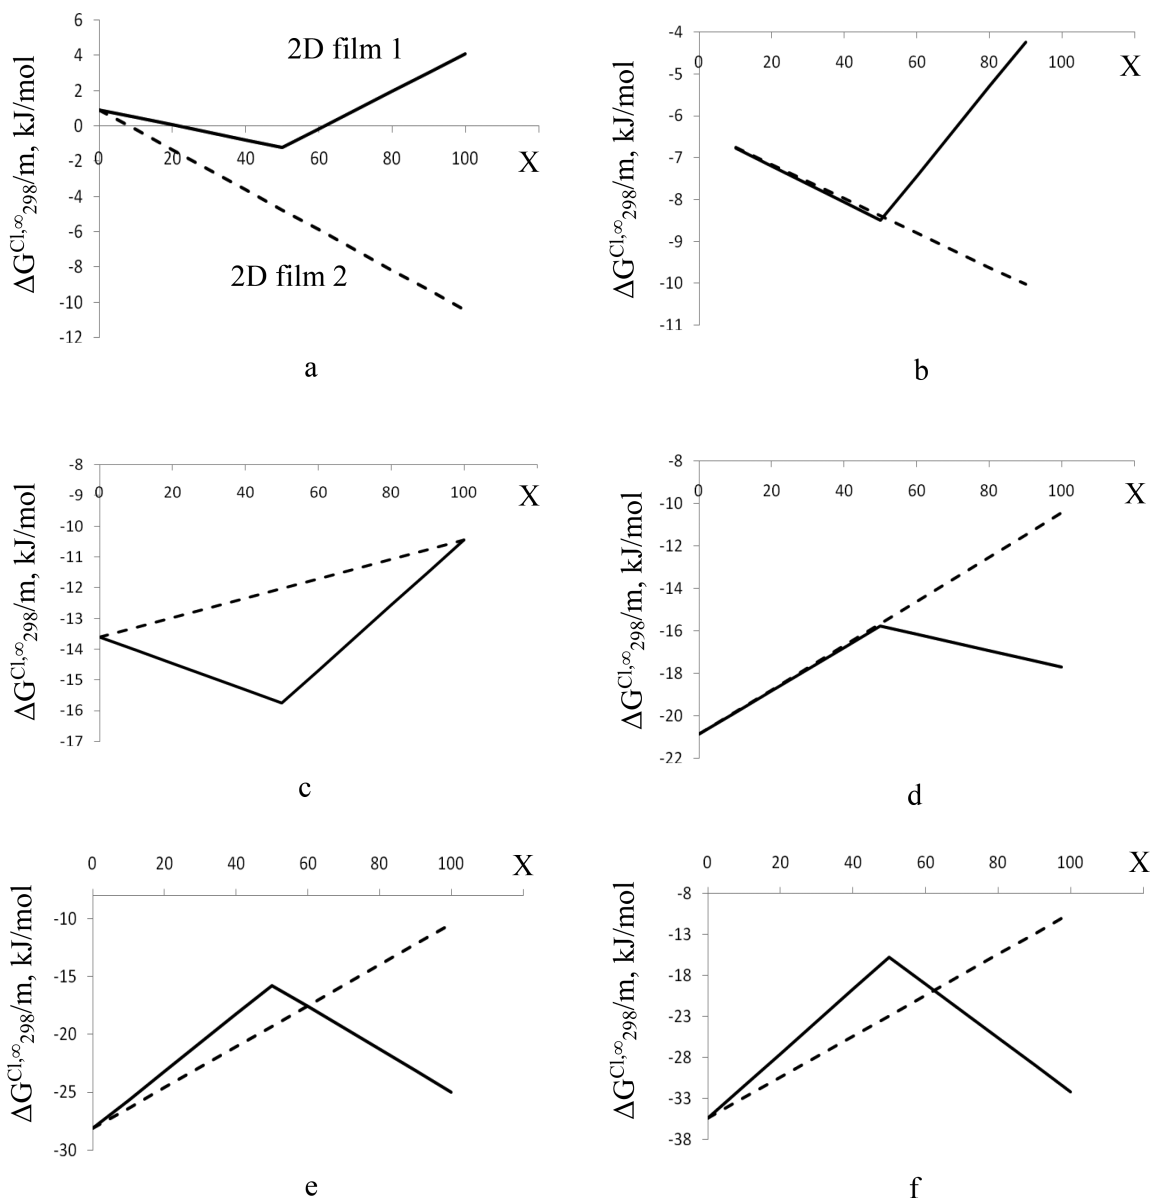 ΔG^Cl,∞_298/m, kJ/mol
6
4
2
0
-2
-4
-6
-8
-10
-12
0 20 40 60 80 100 X
2D film 1
2D film 2
a
ΔG^Cl,∞_298/m, kJ/mol
-4
-5
-6
-7
-8
-9
-10
-11
0 20 40 60 80 100 X
b
ΔG^Cl,∞_298/m, kJ/mol
-8
-9
-10
-11
-12
-13
-14
-15
-16
-17
0 20 40 60 80 100 X
c
ΔG^Cl,∞_298/m, kJ/mol
-8
-10
-12
-14
-16
-18
-20
-22
0 20 40 60 80 100 X
d
0 20 40 60 80 100 X
ΔG^Cl,∞_298/m, kJ/mol
-10
-15
-20
-25
-30
e
0 20 40 60 80 100 X
ΔG^Cl,∞_298/m, kJ/mol
-8
-13
-18
-23
-28
-33
-38
f